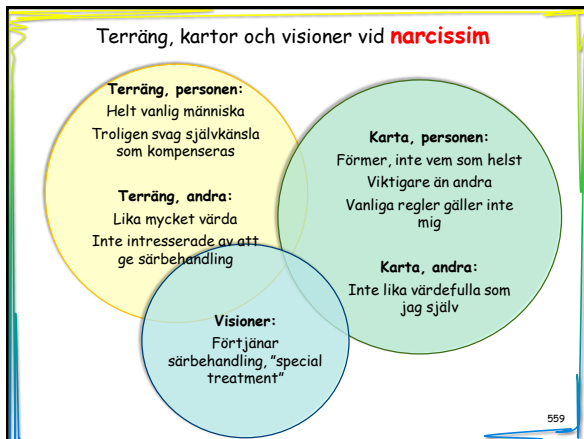 Terräng, kartor och visioner vid narcissim
Terräng, personen:
Helt vanlig människa
Troligen svag självkänsla
som kompenseras
Terräng, andra:
Lika mycket värda
Inte intresserade av att
ge särbehandling
Karta, personen:
Förmer, inte vem som helst
Viktigare än andra
Vanliga regler gäller inte
mig
Karta, andra:
Inte lika värdefulla som
jag själv
Visioner:
Förtjänar
särbehandling, ”special
treatment”
559